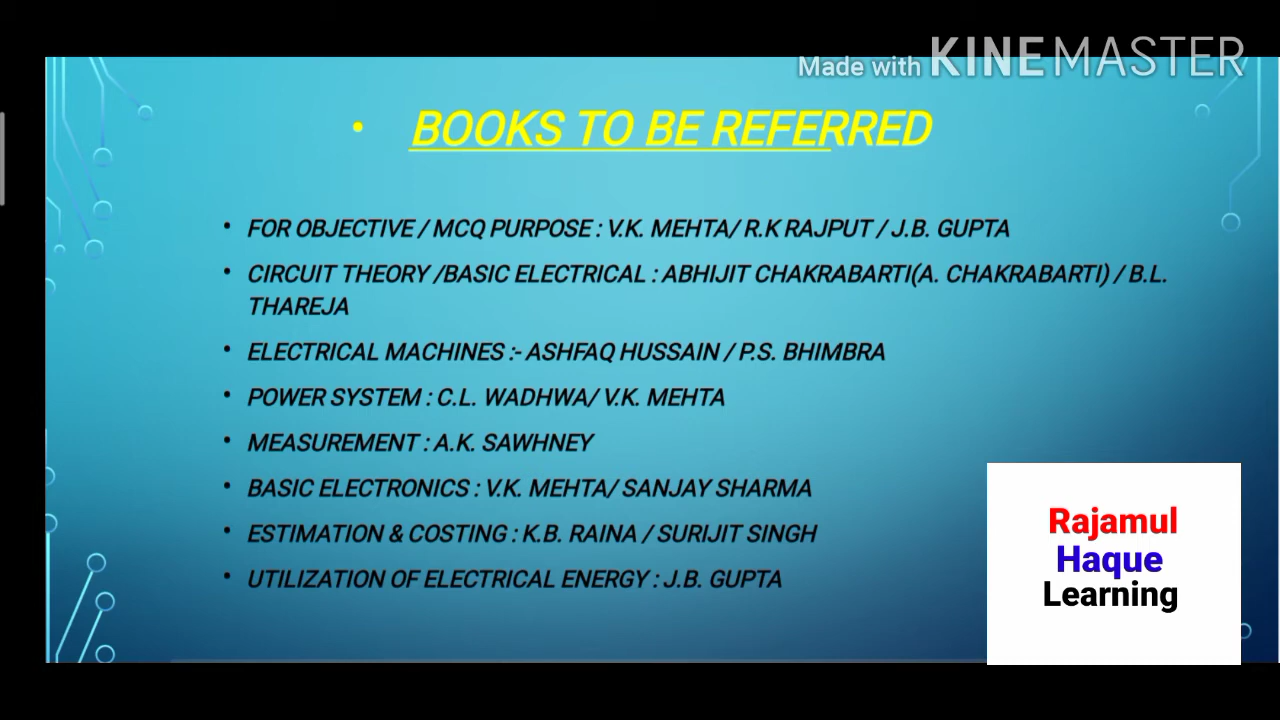 Made with KINEMASTER
• BOOKS TO BE REFERRED
• FOR OBJECTIVE / MCQ PURPOSE : V.K. MEHTA/ R.K RAJPUT / J.B. GUPTA
• CIRCUIT THEORY /BASIC ELECTRICAL : ABHIJIT CHAKRABARTI(A. CHAKRABARTI) / B.L.
THAREJA
• ELECTRICAL MACHINES :- ASHFAQ HUSSAIN / P.S. BHIMBRA
• POWER SYSTEM : C.L. WADHWA/ V.K. MEHTA
• MEASUREMENT : A.K. SAWHNEY
• BASIC ELECTRONICS : V.K. MEHTA/ SANJAY SHARMA
• ESTIMATION & COSTING : K.B. RAINA / SURIJIT SINGH
• UTILIZATION OF ELECTRICAL ENERGY : J.B. GUPTA
Rajamul
Haque
Learning